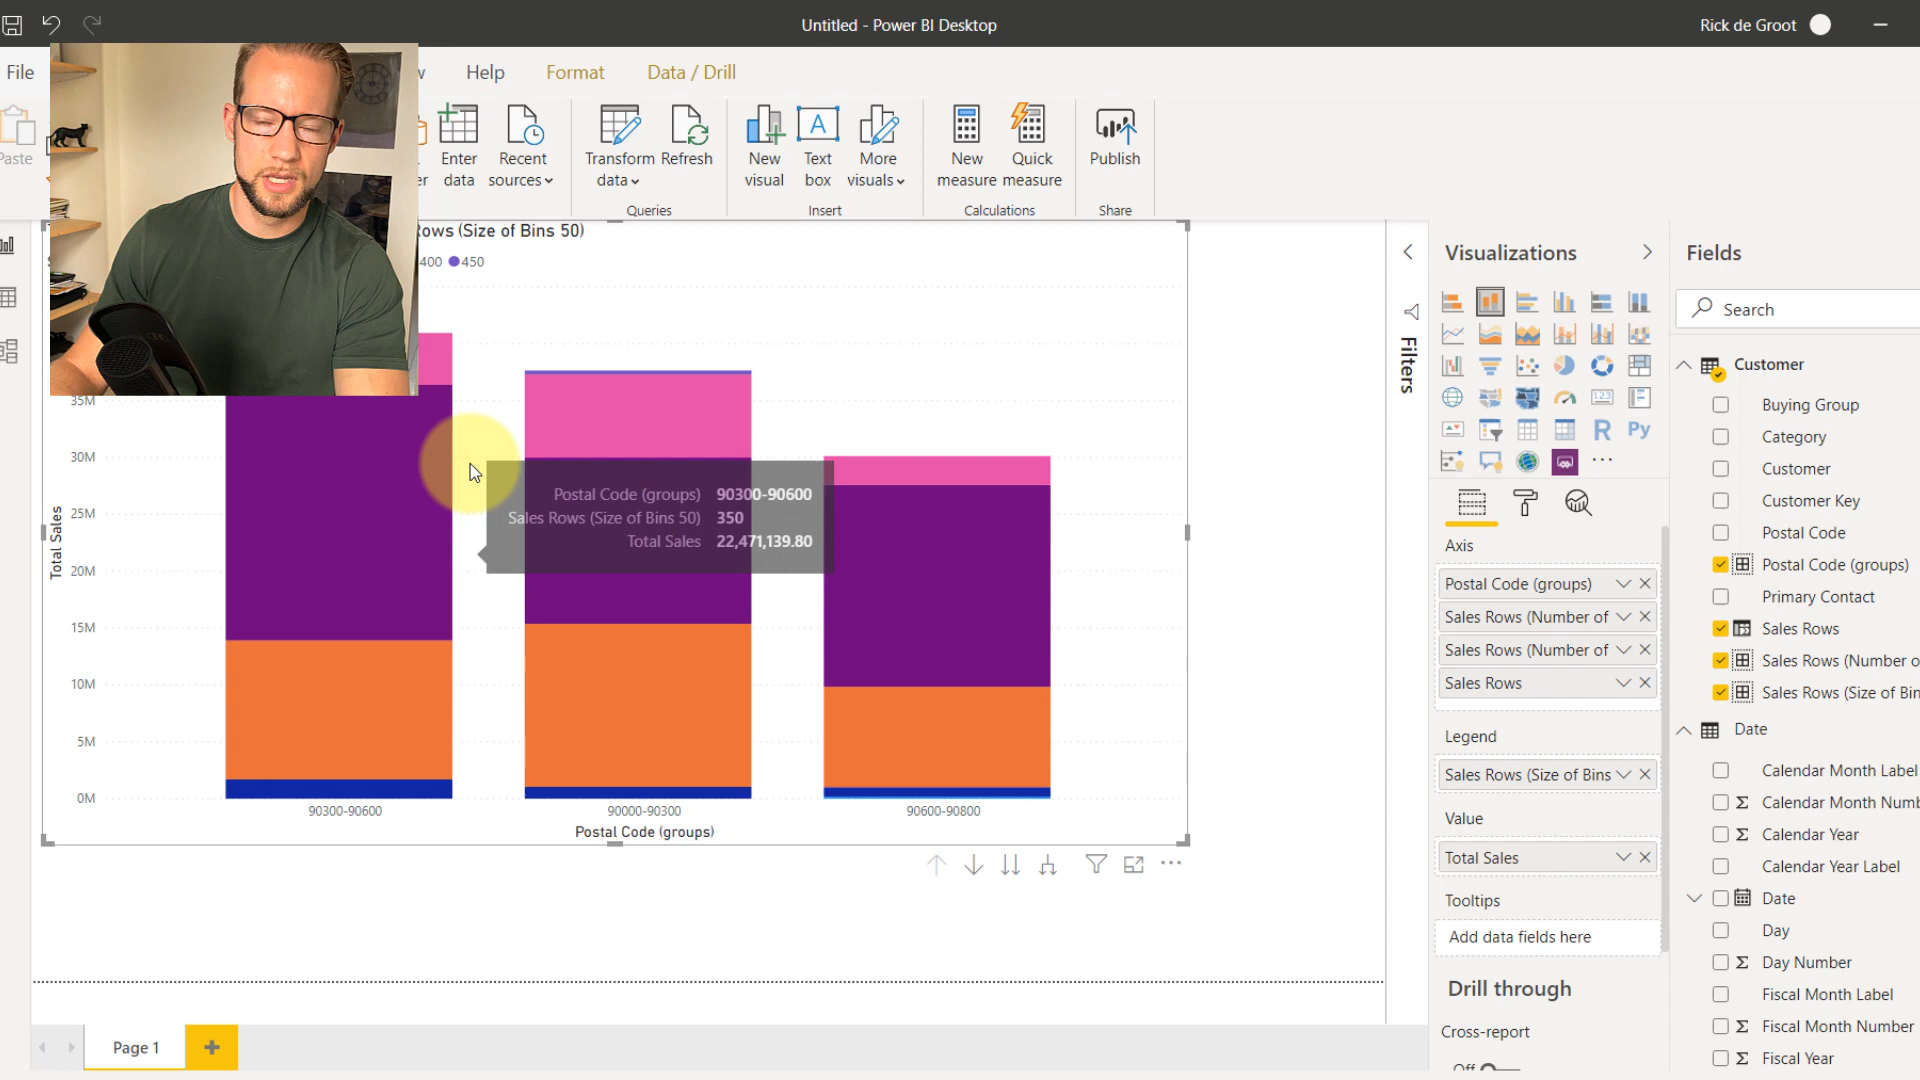 Untitled - Power BI Desktop
Rick de Groot
File
Help
Format
Data / Drill
Paste
Enter data
Recent sources
Transform data
Refresh
New visual
Text box
More visuals
New measure
Quick measure
Publish
Queries
Insert
Calculations
Share
Rows (Size of Bins 50)
400 450
35M
30M
25M
20M
15M
10M
5M
0M
Total Sales
Postal Code (groups) 90300-90600
Sales Rows (Size of Bins 50) 350
Total Sales 22,471,139.80
90300-90600
90000-90300
90600-90800
Postal Code (groups)
Page 1
Filters
Visualizations
R
Py
Axis
Postal Code (groups)
Sales Rows (Number of
Sales Rows (Number of
Sales Rows
Legend
Sales Rows (Size of Bins
Value
Total Sales
Tooltips
Add data fields here
Drill through
Cross-report
Off
Fields
Search
Customer
Buying Group
Category
Customer
Customer Key
Postal Code
Postal Code (groups)
Primary Contact
Sales Rows
Sales Rows (Number o
Sales Rows (Size of Bin
Date
Calendar Month Label
Calendar Month Numb
Calendar Year
Calendar Year Label
Date
Day
Day Number
Fiscal Month Label
Fiscal Month Number
Fiscal Year